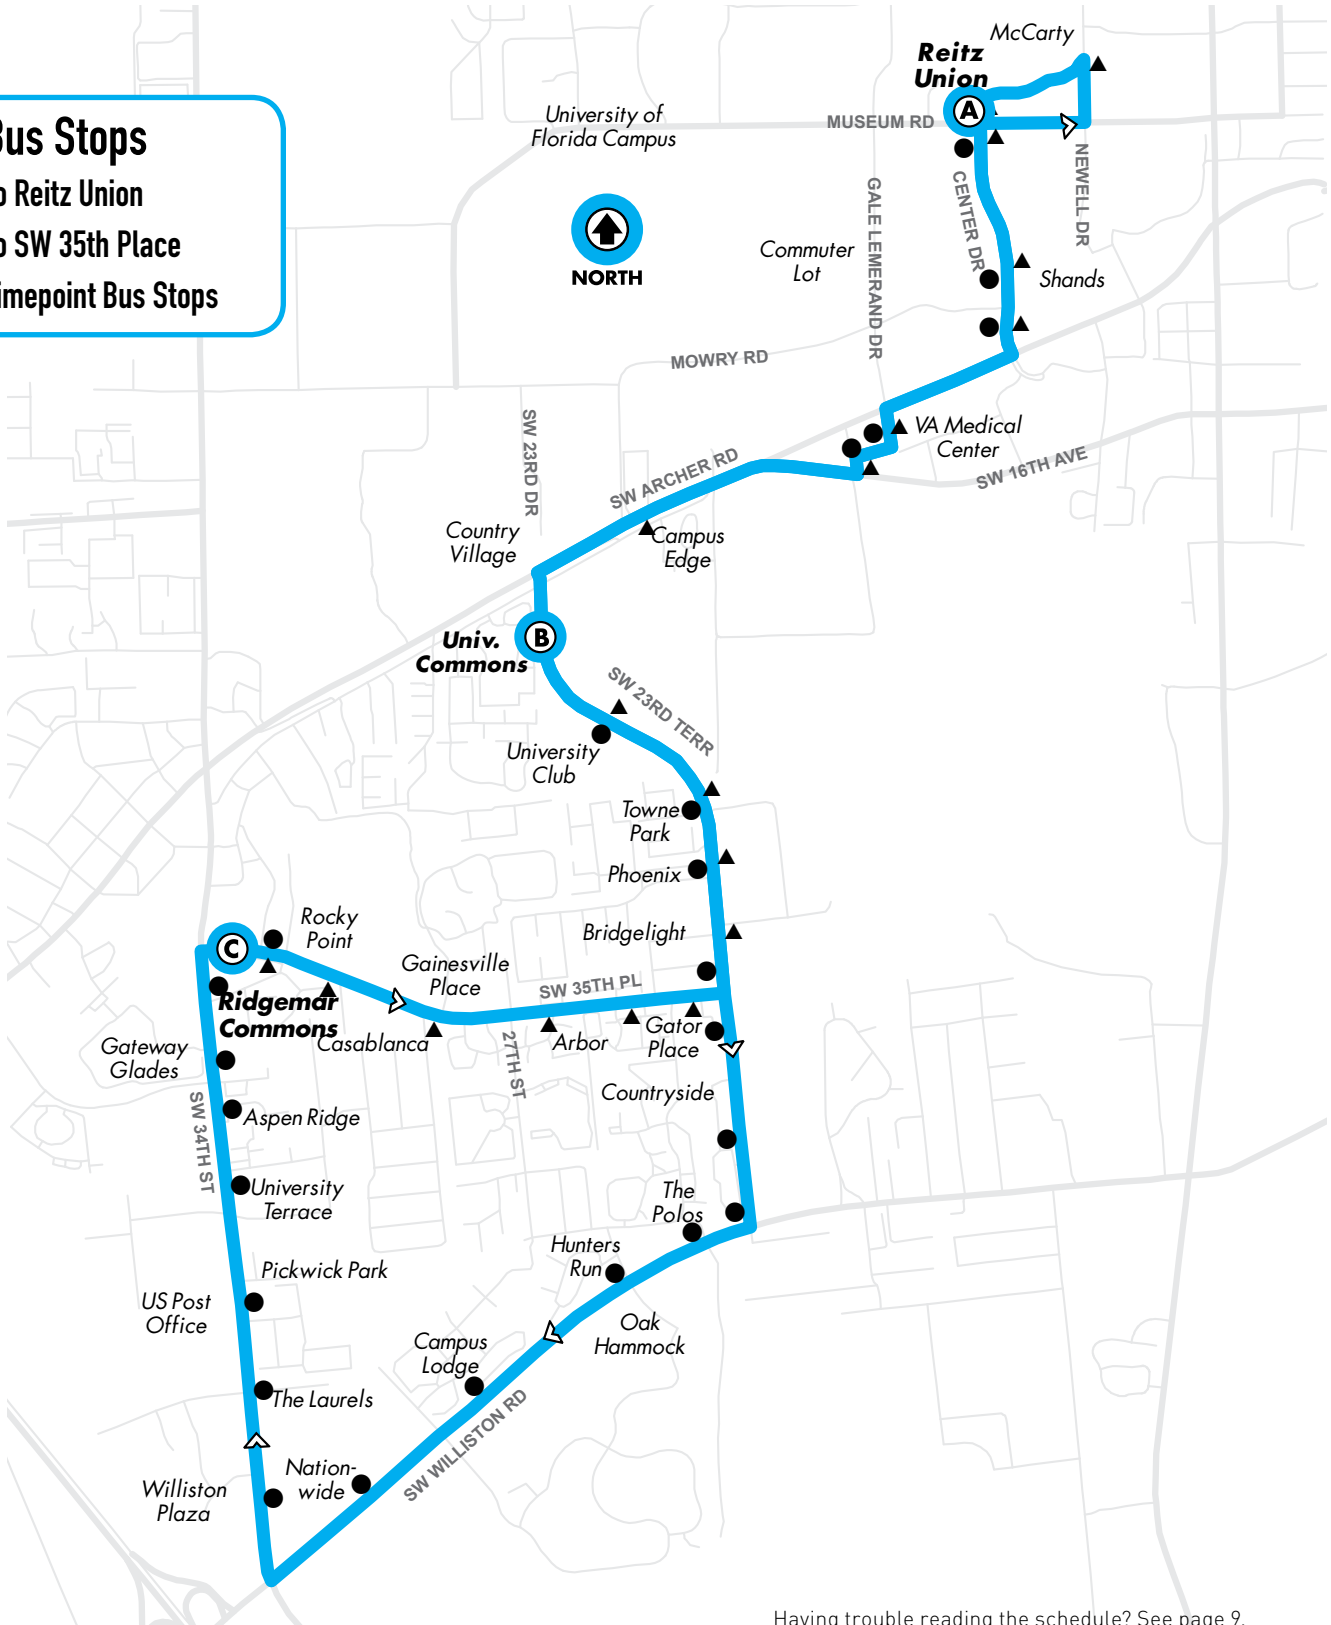 McCarty
Reitz
Union
A
University of
Florida Campus
MUSEUM RD
Bus Stops
o Reitz Union
o SW 35th Place
imepoint Bus Stops
NORTH
CENTER DR
NEWELL DR
GALE LEMERAND DR
Commuter
Lot
Shands
MOWRY RD
SW 23RD DR
VA Medical
Center
SW ARCHER RD
SW 16TH AVE
Country
Village
Campus
Edge
B
Univ.
Commons
SW 23RD TERR
University
Club
Towne
Park
Phoenix
Rocky
Point
Bridgelight
C
Gainesville
Place
SW 35TH PL
Ridgemar
Commons
Casablanca
27TH ST
Arbor
Gator
Place
Gateway
Glades
Countryside
SW 34TH ST
Aspen Ridge
University
Terrace
The
Polos
Hunters
Run
Pickwick Park
US Post
Office
Oak
Hammock
Campus
Lodge
The Laurels
SW WILLISTON RD
Nation-
wide
Williston
Plaza
Having trouble reading the schedule? See page 9.